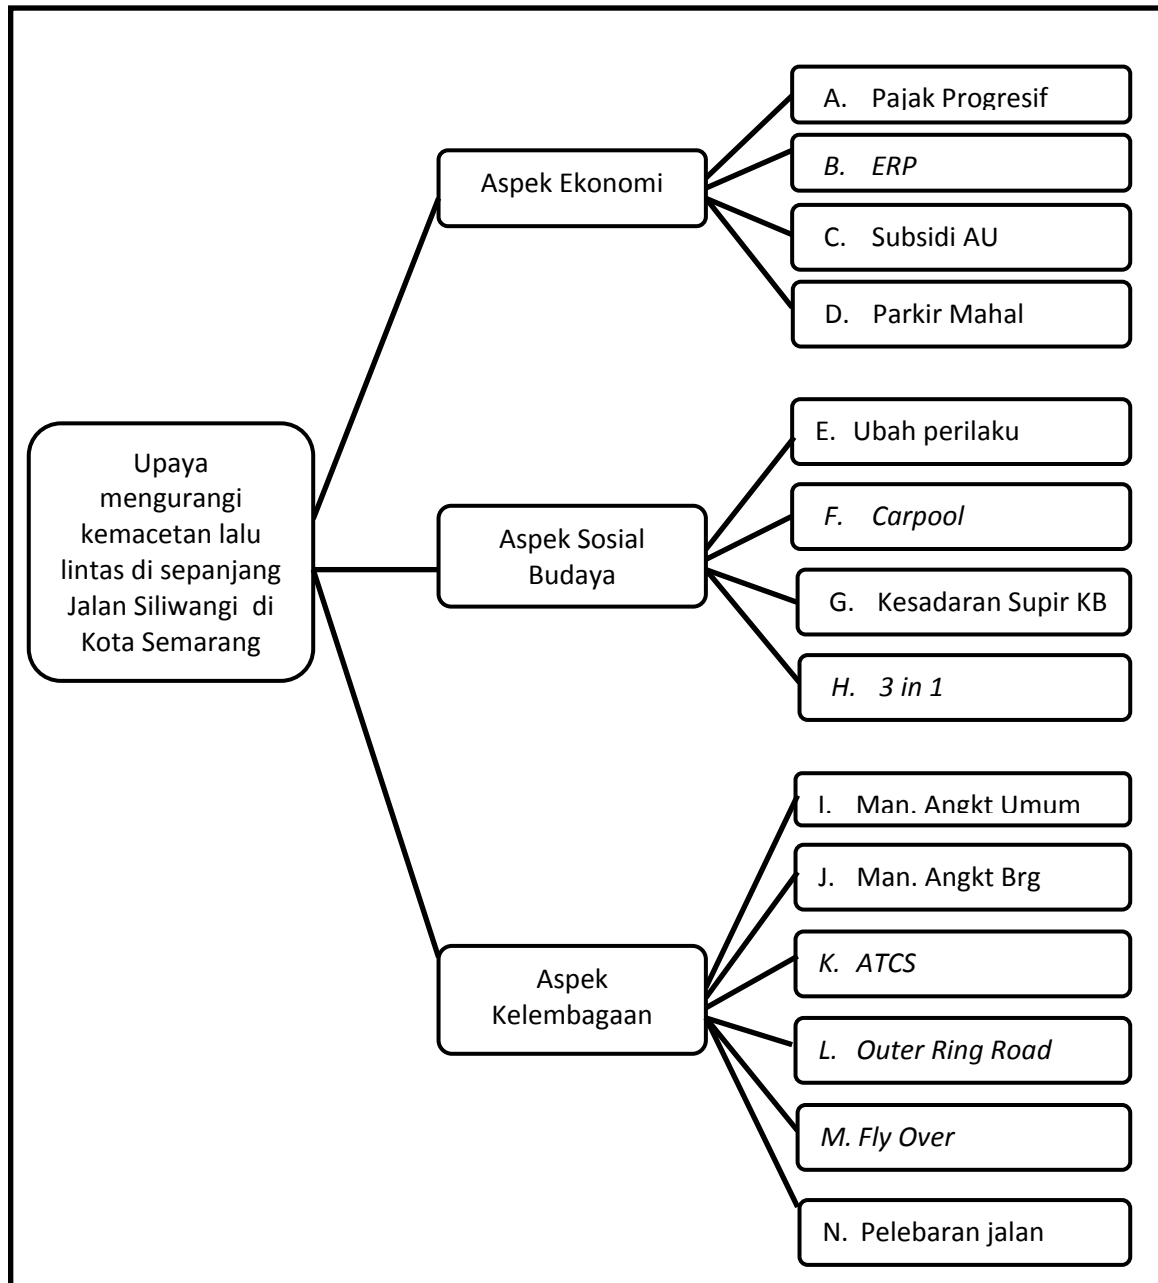 A. Pajak Progresif
B. ERP
Aspek Ekonomi
C. Subsidi AU
D. Parkir Mahal
Upaya
mengurangi
kemacetan lalu
lintas di sepanjang
Jalan Siliwangi di
Kota Semarang
E. Ubah perilaku
F. Carpool
Aspek Sosial
Budaya
G. Kesadaran Supir KB
H. 3 in 1
I. Man. Angkt Umum
J. Man. Angkt Brg
K. ATCS
Aspek
Kelembagaan
L. Outer Ring Road
M. Fly Over
N. Pelebaran jalan